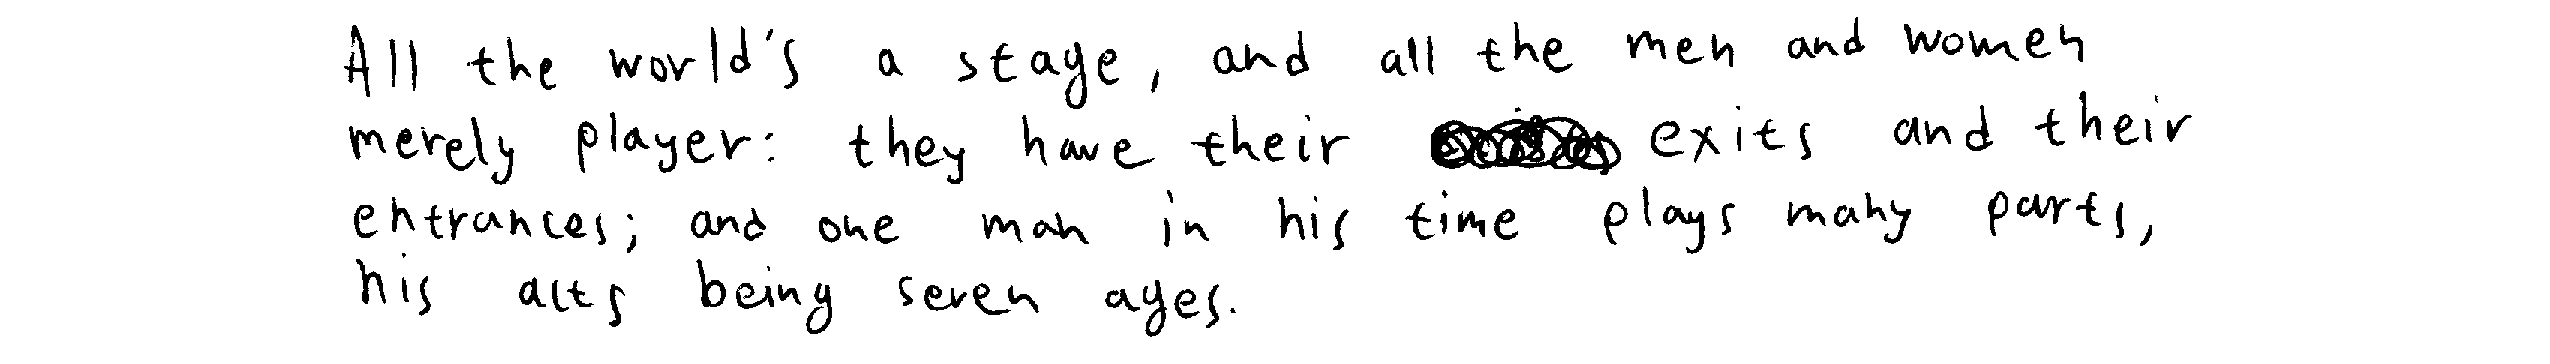 All the world's a stage, and all the men and women
merely player: they have their exits and their
entrances; and one man in his time plays many parts,
his acts being seven ages.